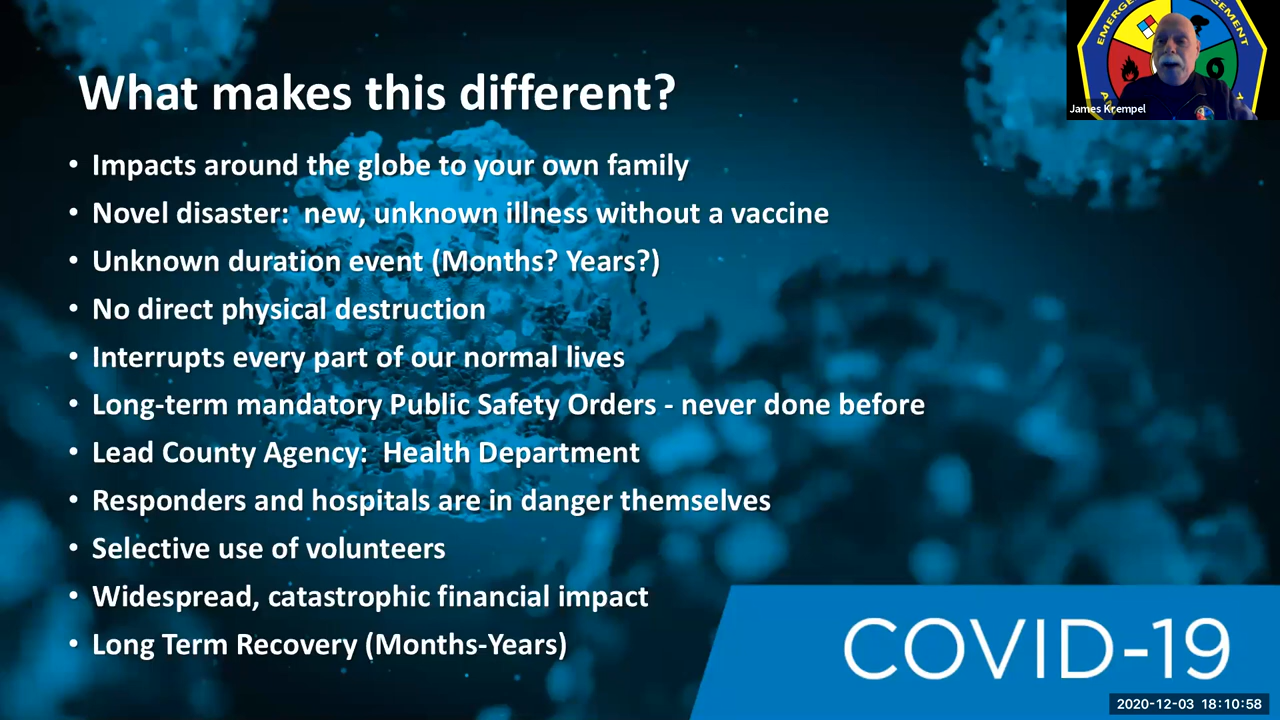 What makes this different?
• Impacts around the globe to your own family
• Novel disaster:  new, unknown illness without a vaccine
• Unknown duration event (Months? Years?)
• No direct physical destruction
• Interrupts every part of our normal lives
• Long-term mandatory Public Safety Orders - never done before
• Lead County Agency:  Health Department
• Responders and hospitals are in danger themselves
• Selective use of volunteers
• Widespread, catastrophic financial impact
• Long Term Recovery (Months-Years)
James Krempel
COVID-19
2020-12-03 18:10:58